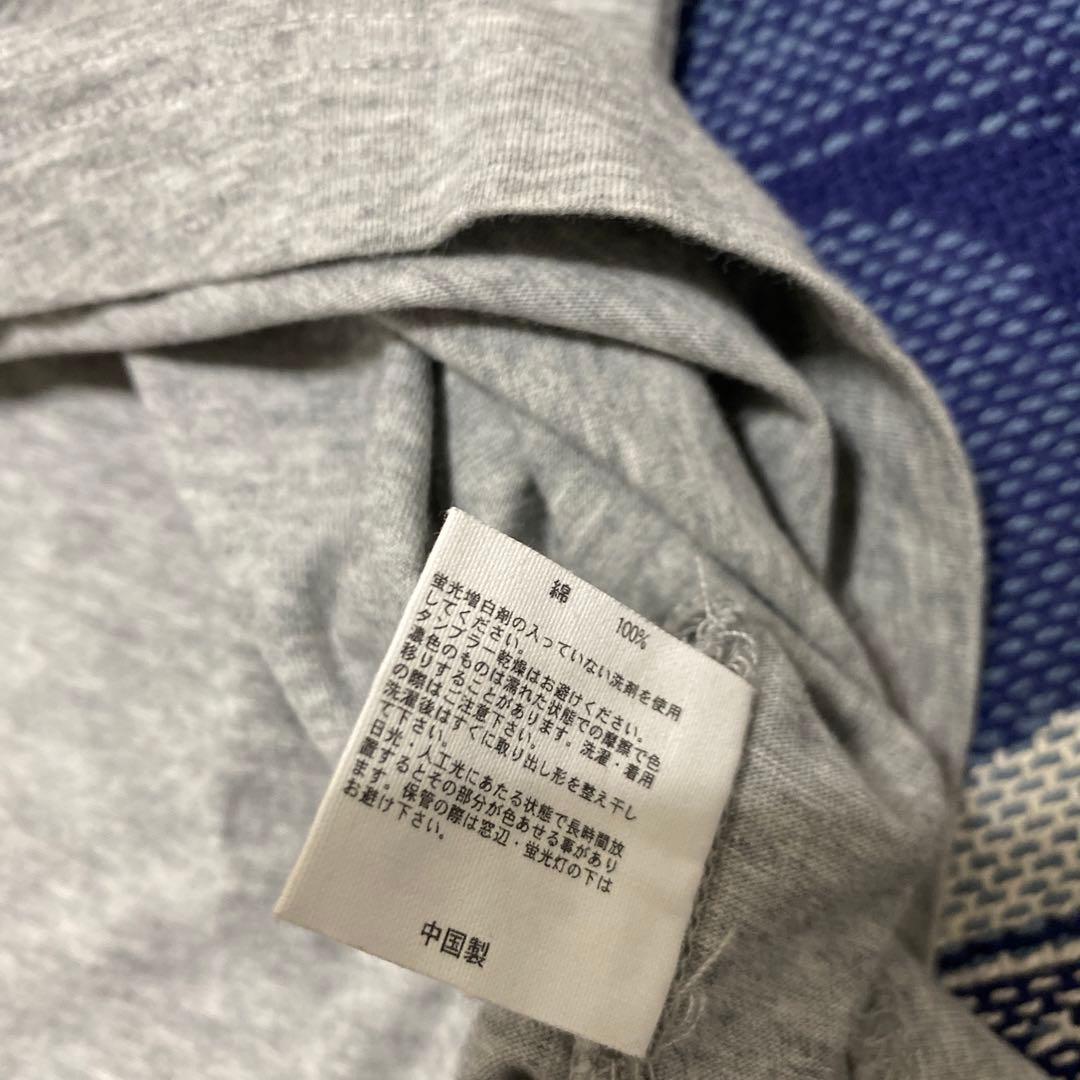 綿 100%
蛍光増白剤の入っていない洗剤を使用
してください。
タンブラー乾燥はお避けください。
濃色のものは濡れた状態での摩擦で色
移りすることがあります。洗濯・着用
の際はご注意下さい。
洗濯後はすぐに取り出し形を整え干し
て下さい。
日光・人工光にあたる状態で長時間放
置するとその部分が色あせる事があり
ます。保管の際は窓辺・蛍光灯の下は
お避け下さい。
中国製